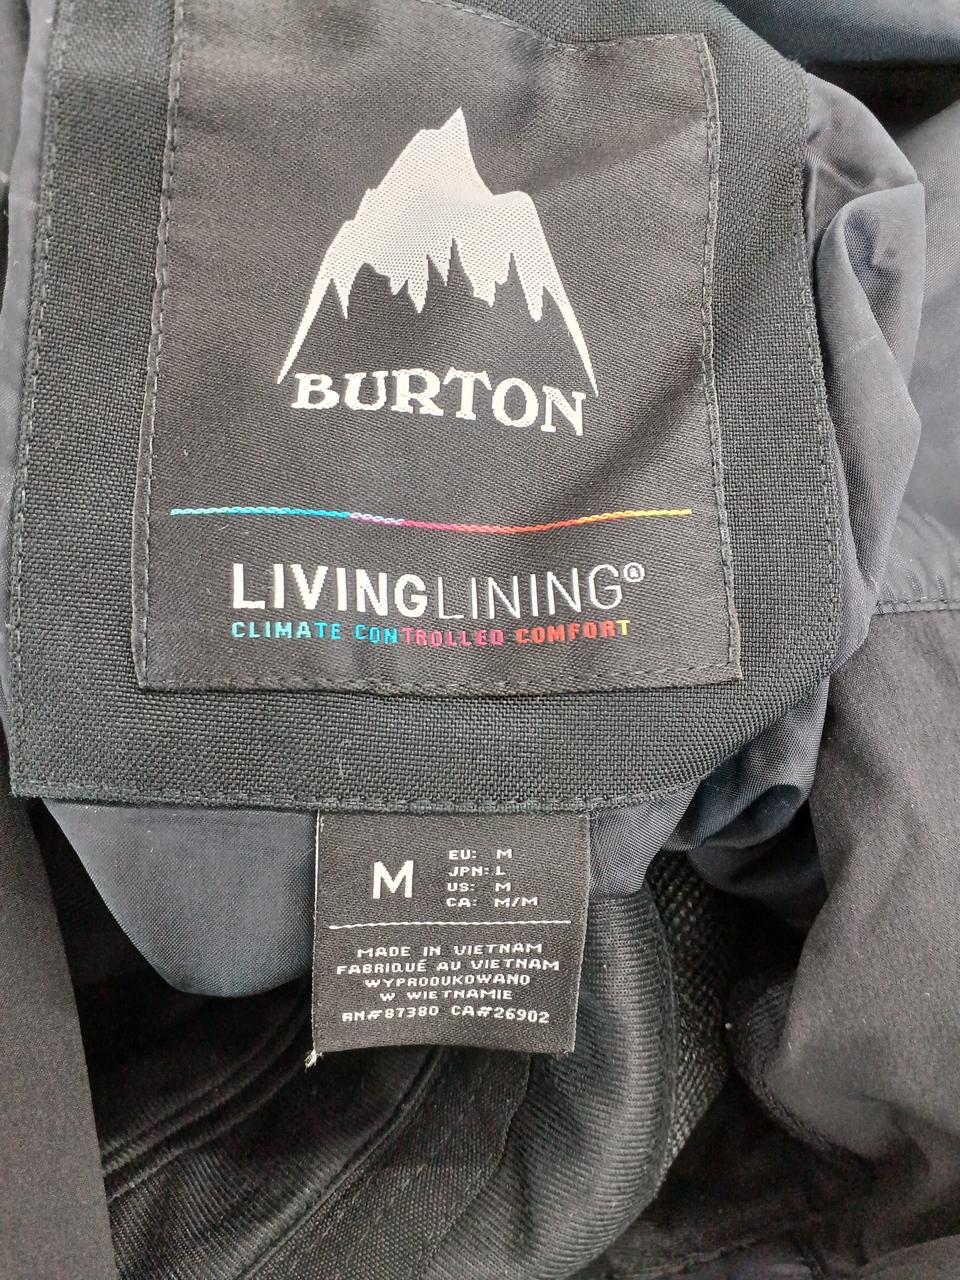 BURTON
LIVINGLINING®
CLIMATE CONTROLLED COMFORT
M
EU: M
JPN: L
US: M
CA: M/M
MADE IN VIETNAM
FABRIQUÉ AU VIETNAM
WYPRODUKOWANO
W WIETNAMIE
RN#87380 CA#26902